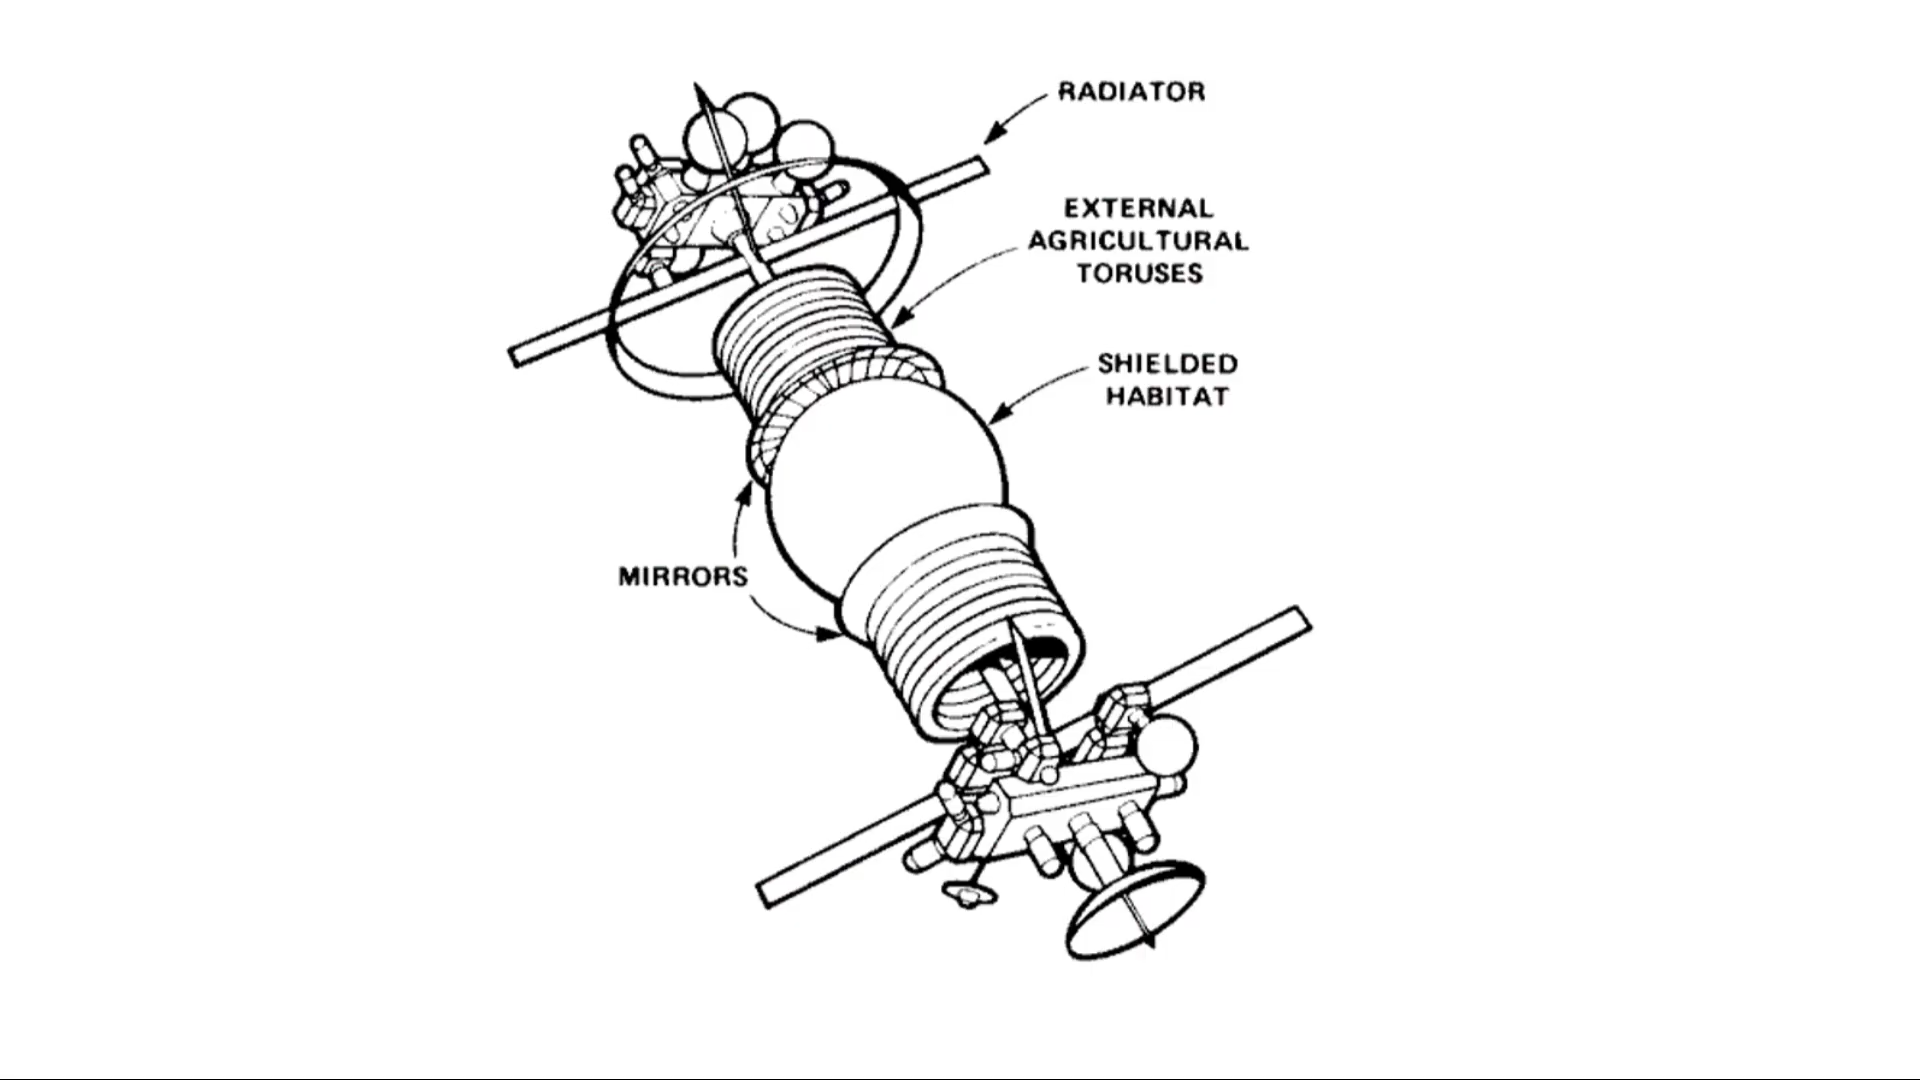 RADIATOR
EXTERNAL
AGRICULTURAL
TORUSES
SHIELDED
HABITAT
MIRRORS